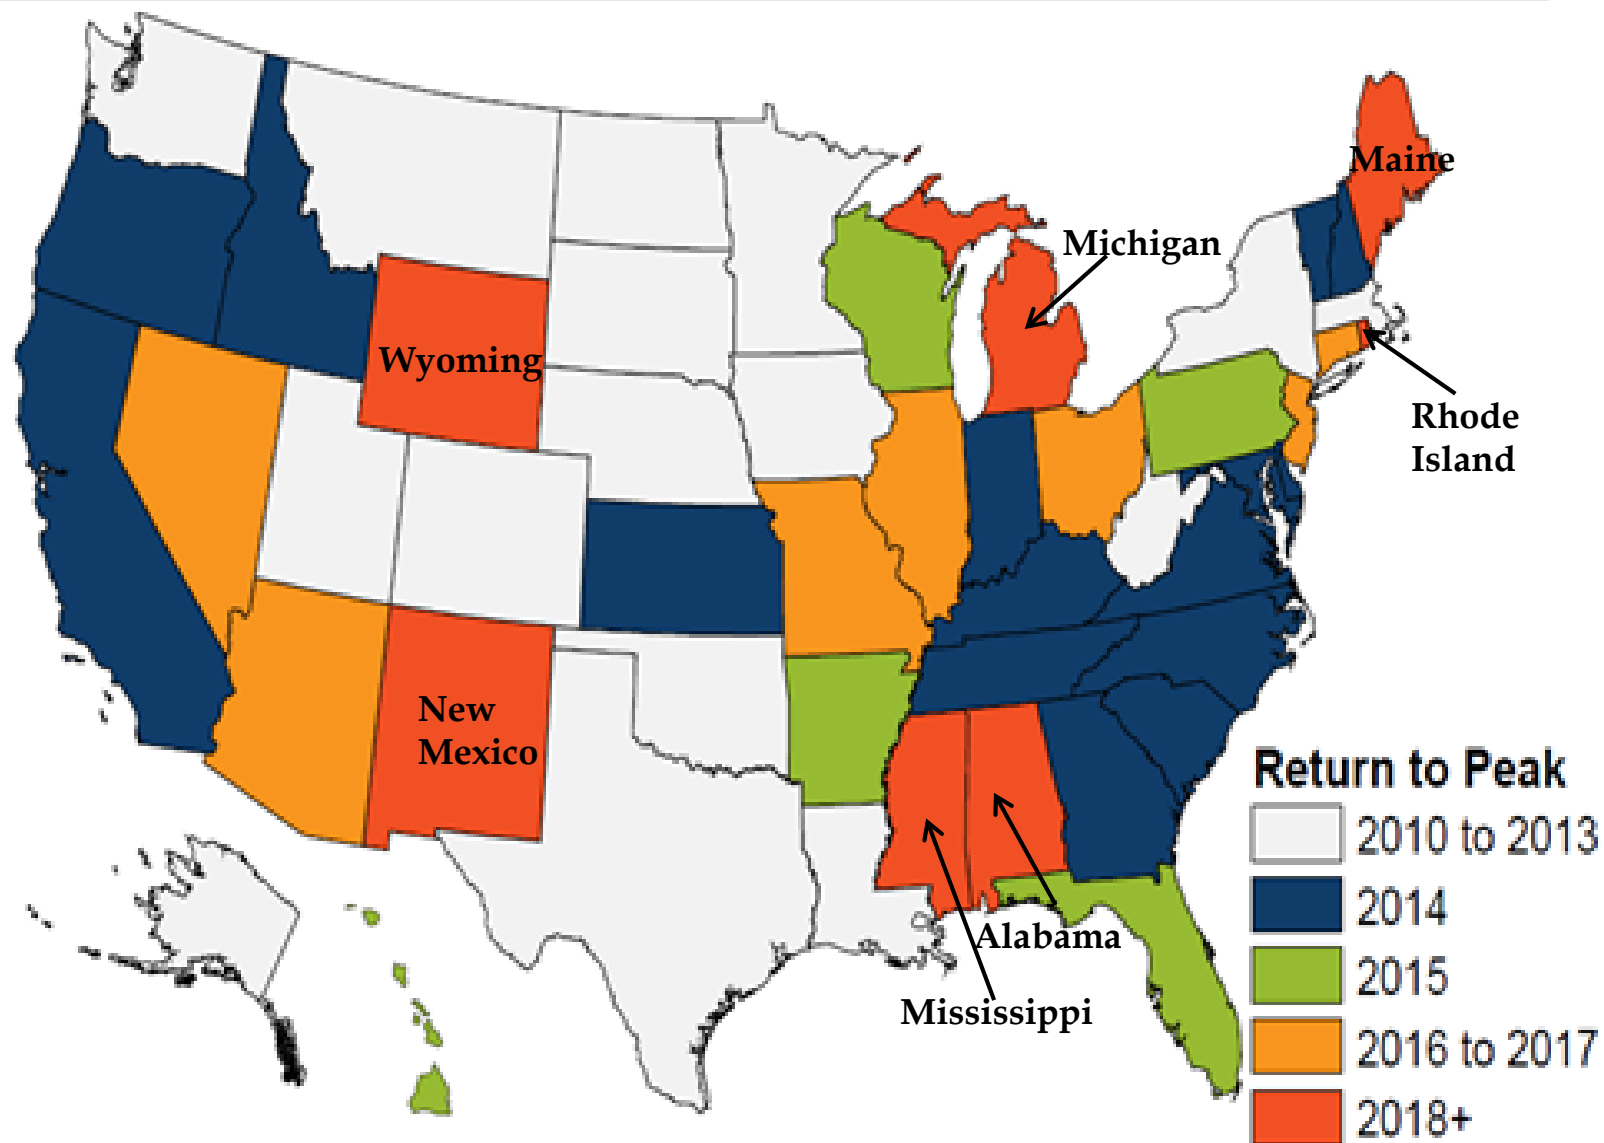 Maine
Michigan
Wyoming
Rhode
Island
New
Mexico
Alabama
Mississippi
Return to Peak
2010 to 2013
2014
2015
2016 to 2017
2018+